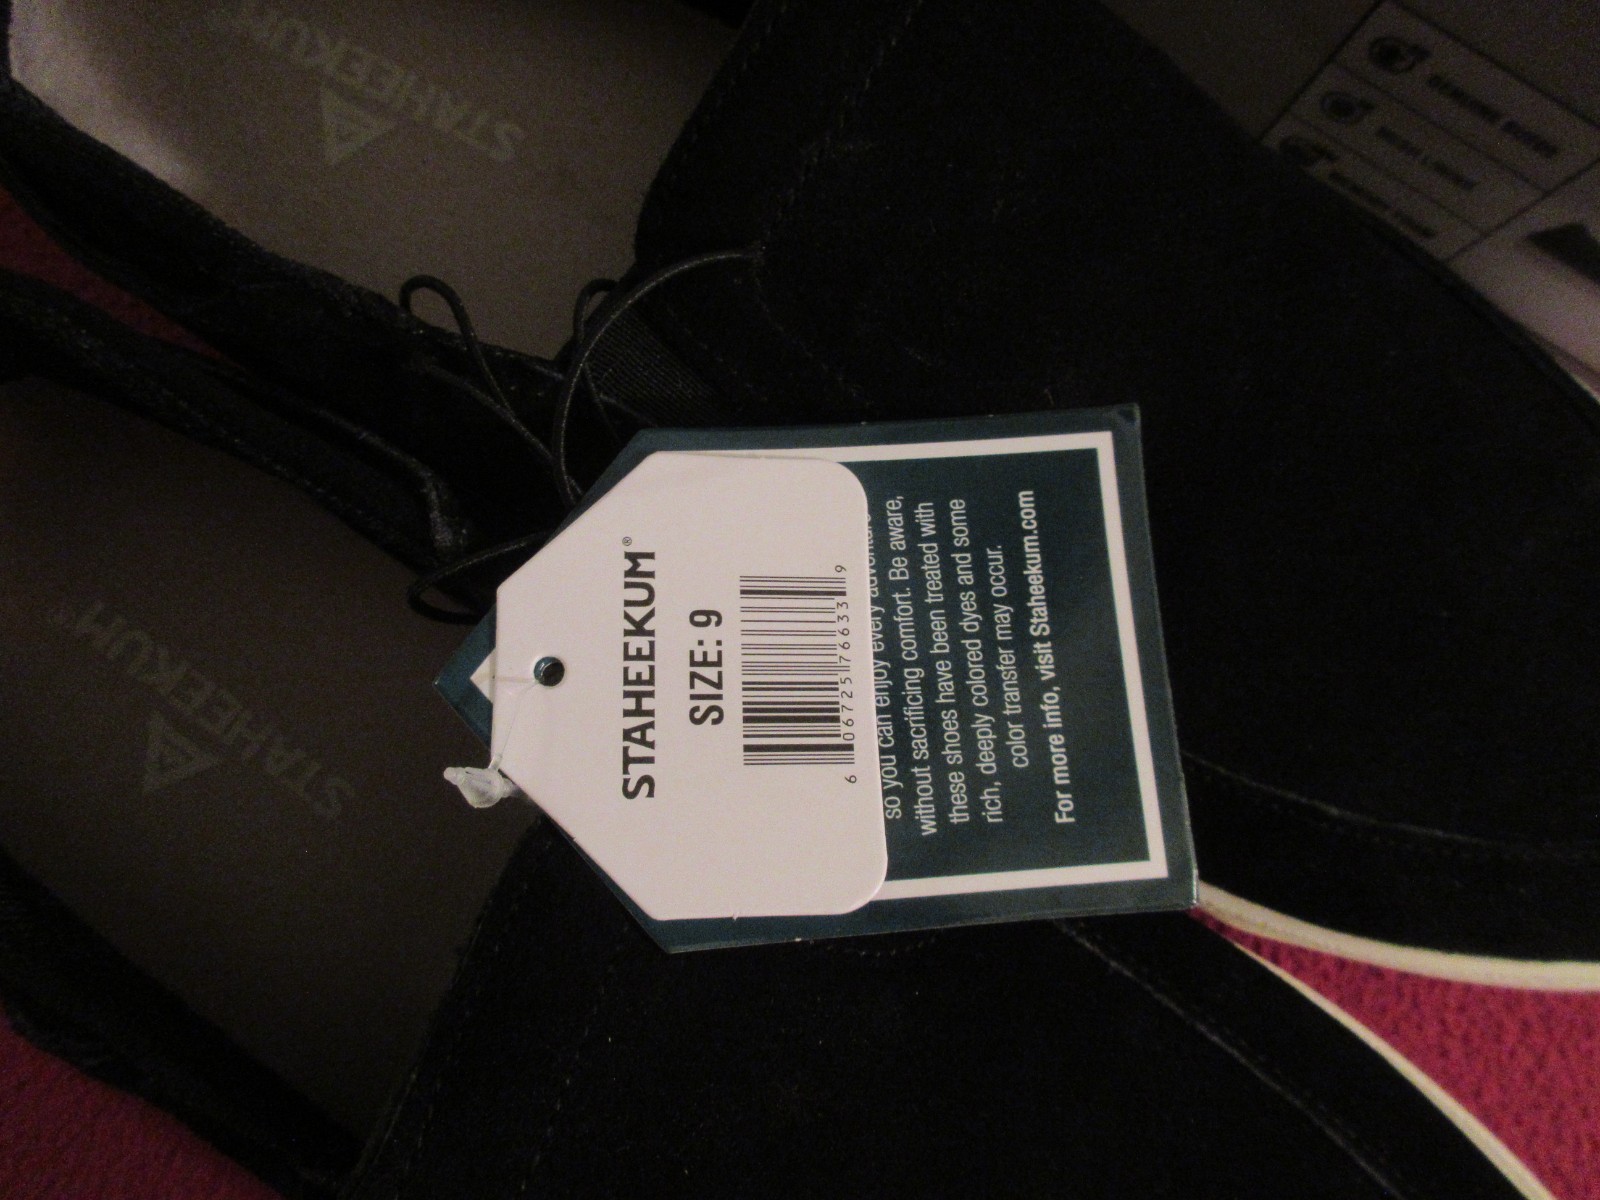 STAHEEKUM®
SIZE: 9
6 06725 76633 9
so you can enjoy every adventure
without sacrificing comfort. Be aware,
these shoes have been treated with
rich, deeply colored dyes and some
color transfer may occur.
For more info, visit Staheekum.com
STAHEEKUM
STAHEEKUM®